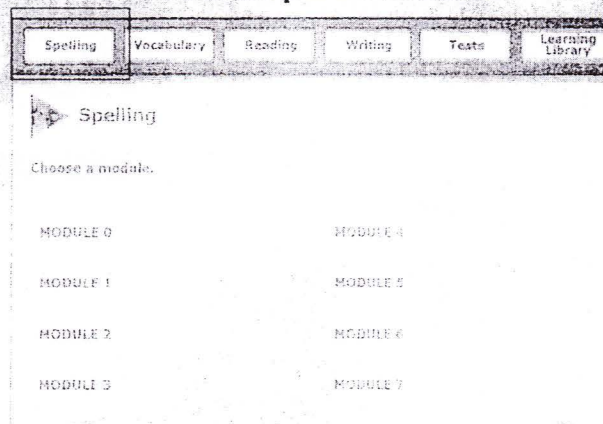 Spelling
Vocabulary
Reading
Writing
Tests
Learning
Library
Spelling
Choose a module.
MODULE 0
MODULE 4
MODULE 1
MODULE 5
MODULE 2
MODULE 6
MODULE 3
MODULE 7